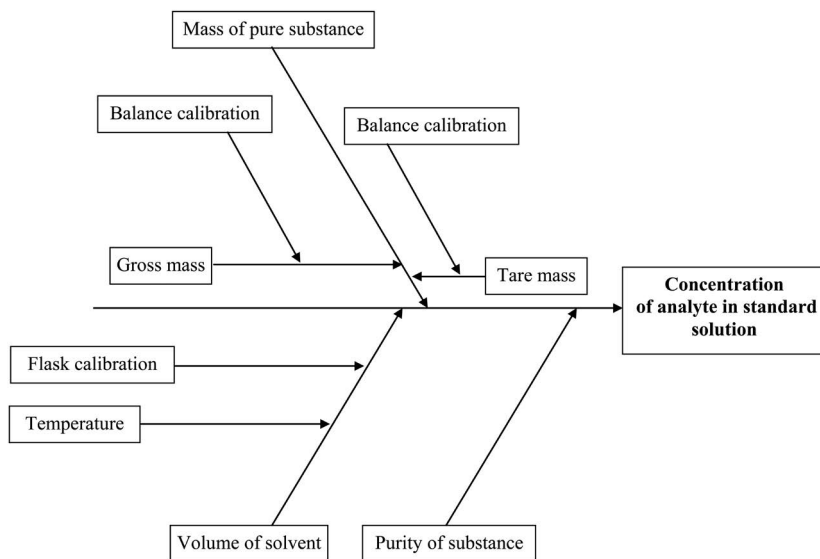 Mass of pure substance
Balance calibration
Balance calibration
Gross mass
Tare mass
Concentration
of analyte in standard
solution
Flask calibration
Temperature
Volume of solvent
Purity of substance